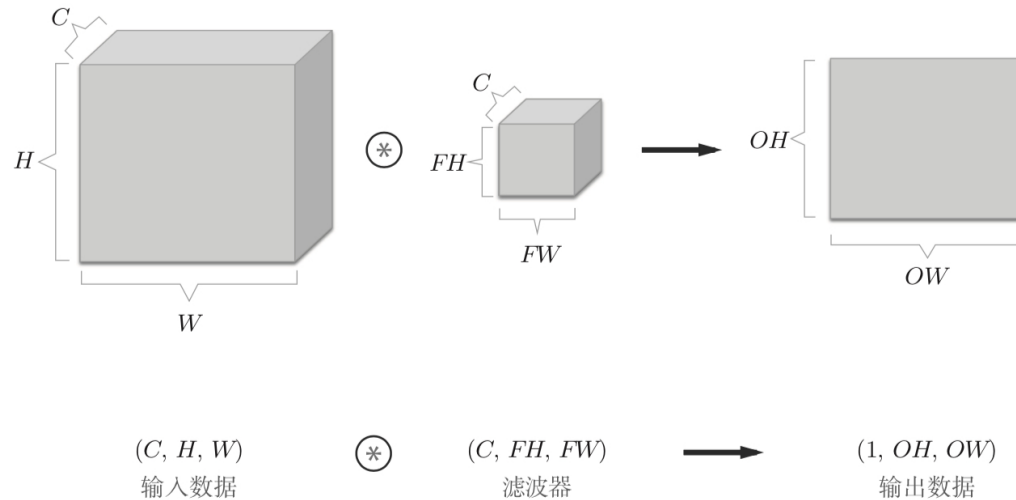 C
C
H
FH
OH
FW
OW
W
(C, H, W) ⊛ (C, FH, FW) (1, OH, OW)
输入数据 滤波器 输出数据